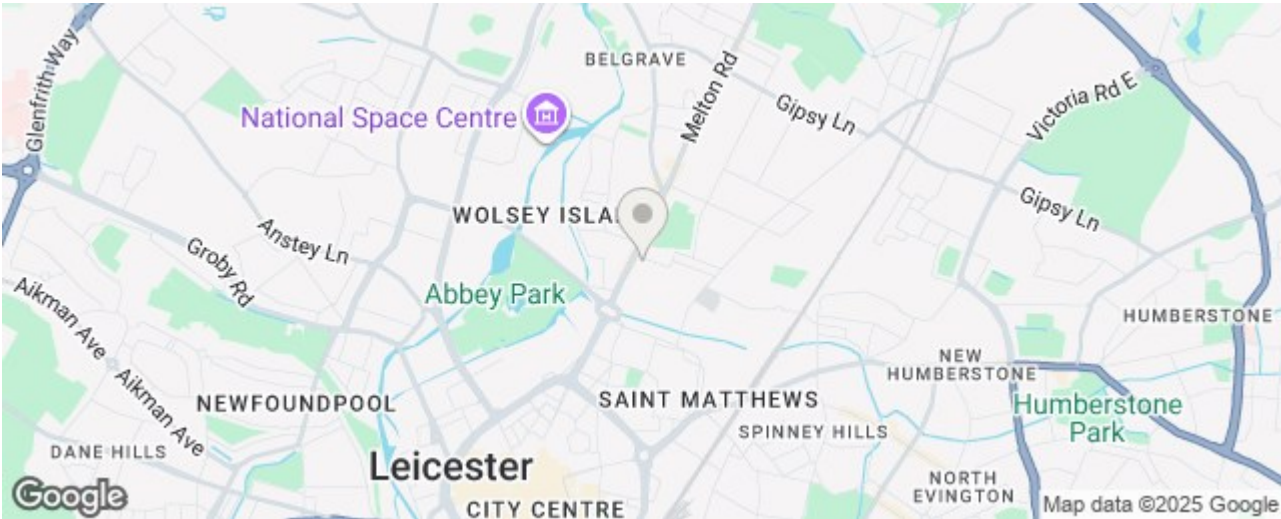 Glenfrith Way
BELGRAVE
Melton Rd
Gipsy Ln
Victoria Rd E
National Space Centre
Gipsy Ln
WOLSEY ISLA
Anstey Ln
Groby Rd
Aikman Ave
Abbey Park
HUMBERSTONE
NEW
HUMBERSTONE
Aikman Ave
NEWFOUNDPOOL
SAINT MATTHEWS
Humberstone
Park
SPINNEY HILLS
DANE HILLS
Leicester
NORTH
EVINGTON
CITY CENTRE
Google
Map data ©2025 Google